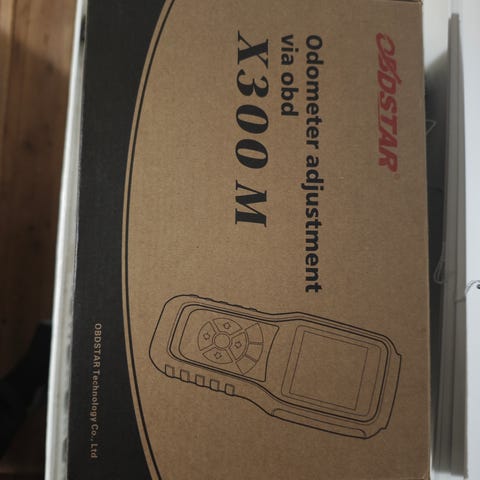 OBDSTAR®
Odometer adjustment
via obd
X300 M
OBDSTAR Technology Co., Ltd